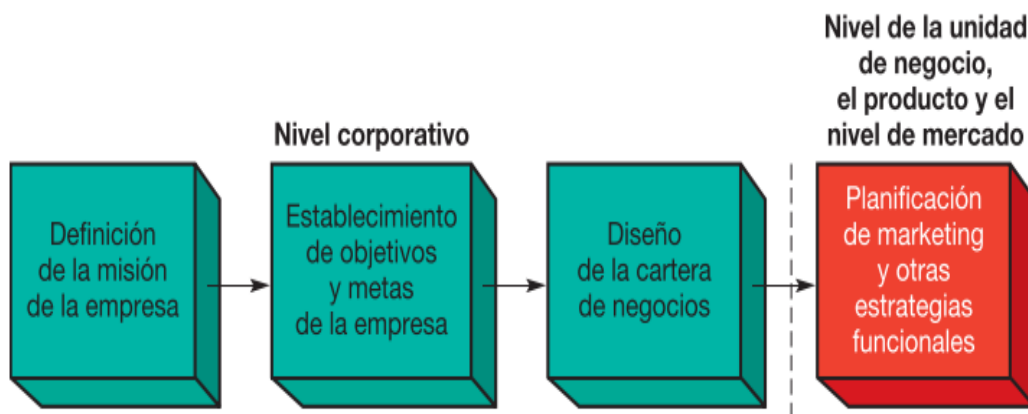 Nivel de la unidad
de negocio,
el producto y el
nivel de mercado
Nivel corporativo
Definición
de la misión
de la empresa
Establecimiento
de objetivos
y metas
de la empresa
Diseño
de la cartera
de negocios
Planificación
de marketing
y otras
estrategias
funcionales